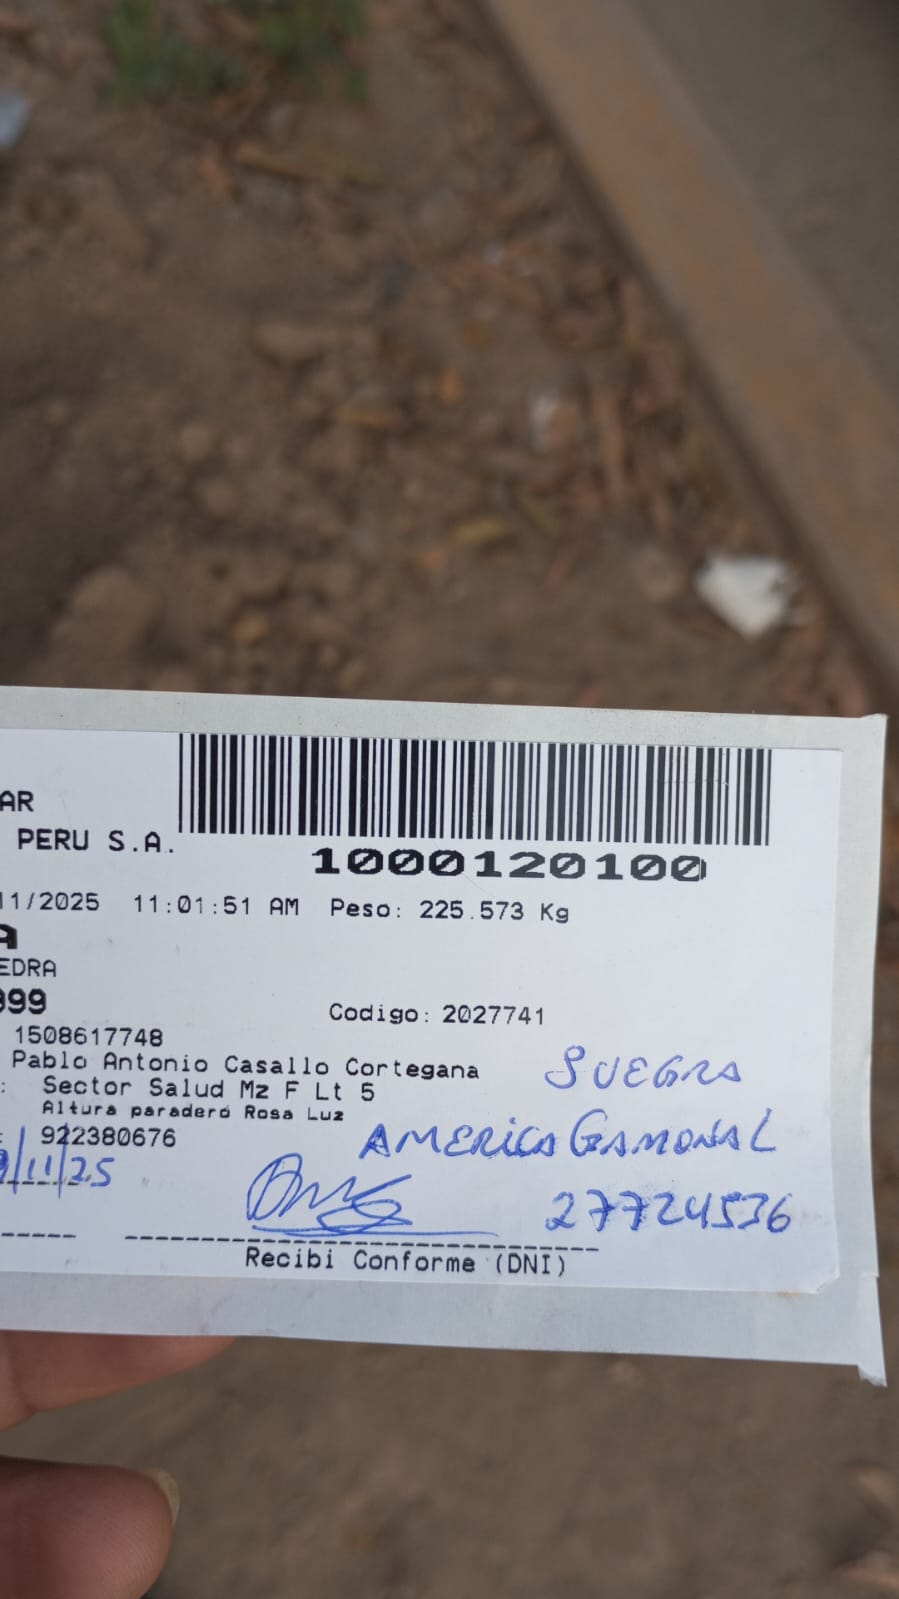 AR
PERU S.A.
1000120100
11/2025 11:01:51 AM Peso: 225.573 Kg
A
EDRA
999
Codigo: 2027741
1508617748
Pablo Antonio Casallo Cortegana
: Sector Salud Mz F Lt 5
Altura paradero Rosa Luz
: 922380676
SUEGRA
AMERICA GAMONAL
27724536
/11/25
Recibi Conforme (DNI)